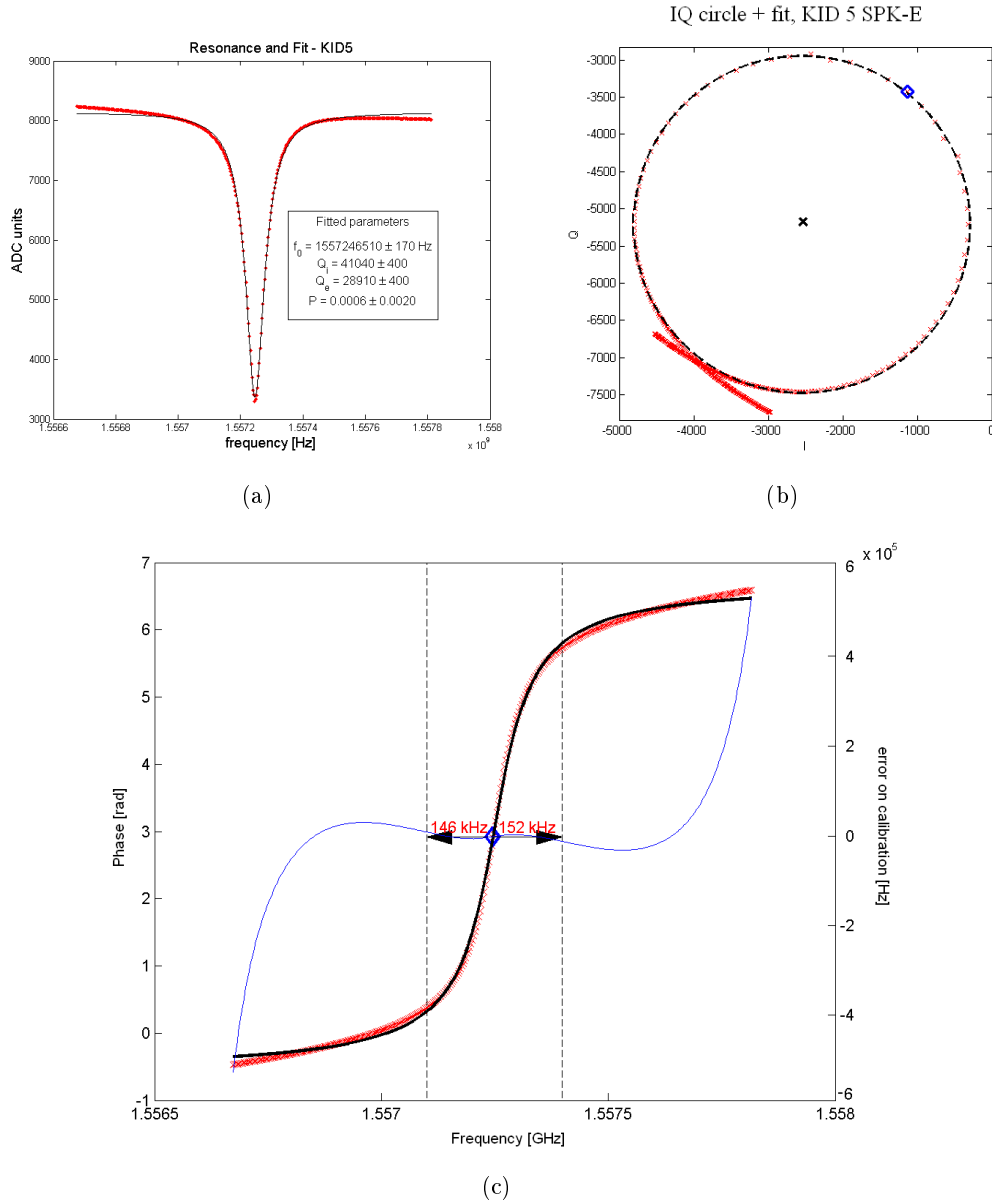 Resonance and Fit - KID5
9000
8000
7000
6000
5000
4000
3000
ADC units
Fitted parameters
f0 = 1557246510 ± 170 Hz
Qi = 41040 ± 400
Qe = 28910 ± 400
P = 0.0006 ± 0.0020
1.5566 1.5568 1.557 1.5572 1.5574 1.5576 1.5578 1.558
frequency [Hz]
x 10^9
(a)
IQ circle + fit, KID 5 SPK-E
-3000
-3500
-4000
-4500
-5000
-5500
-6000
-6500
-7000
-7500
Q
-5000 -4000 -3000 -2000 -1000 0
I
(b)
7
6
5
4
3
2
1
0
-1
Phase [rad]
146 kHz 152 kHz
x 10^5
6
4
2
0
-2
-4
-6
error on calibration [Hz]
1.5565 1.557 1.5575 1.558
Frequency [GHz]
(c)